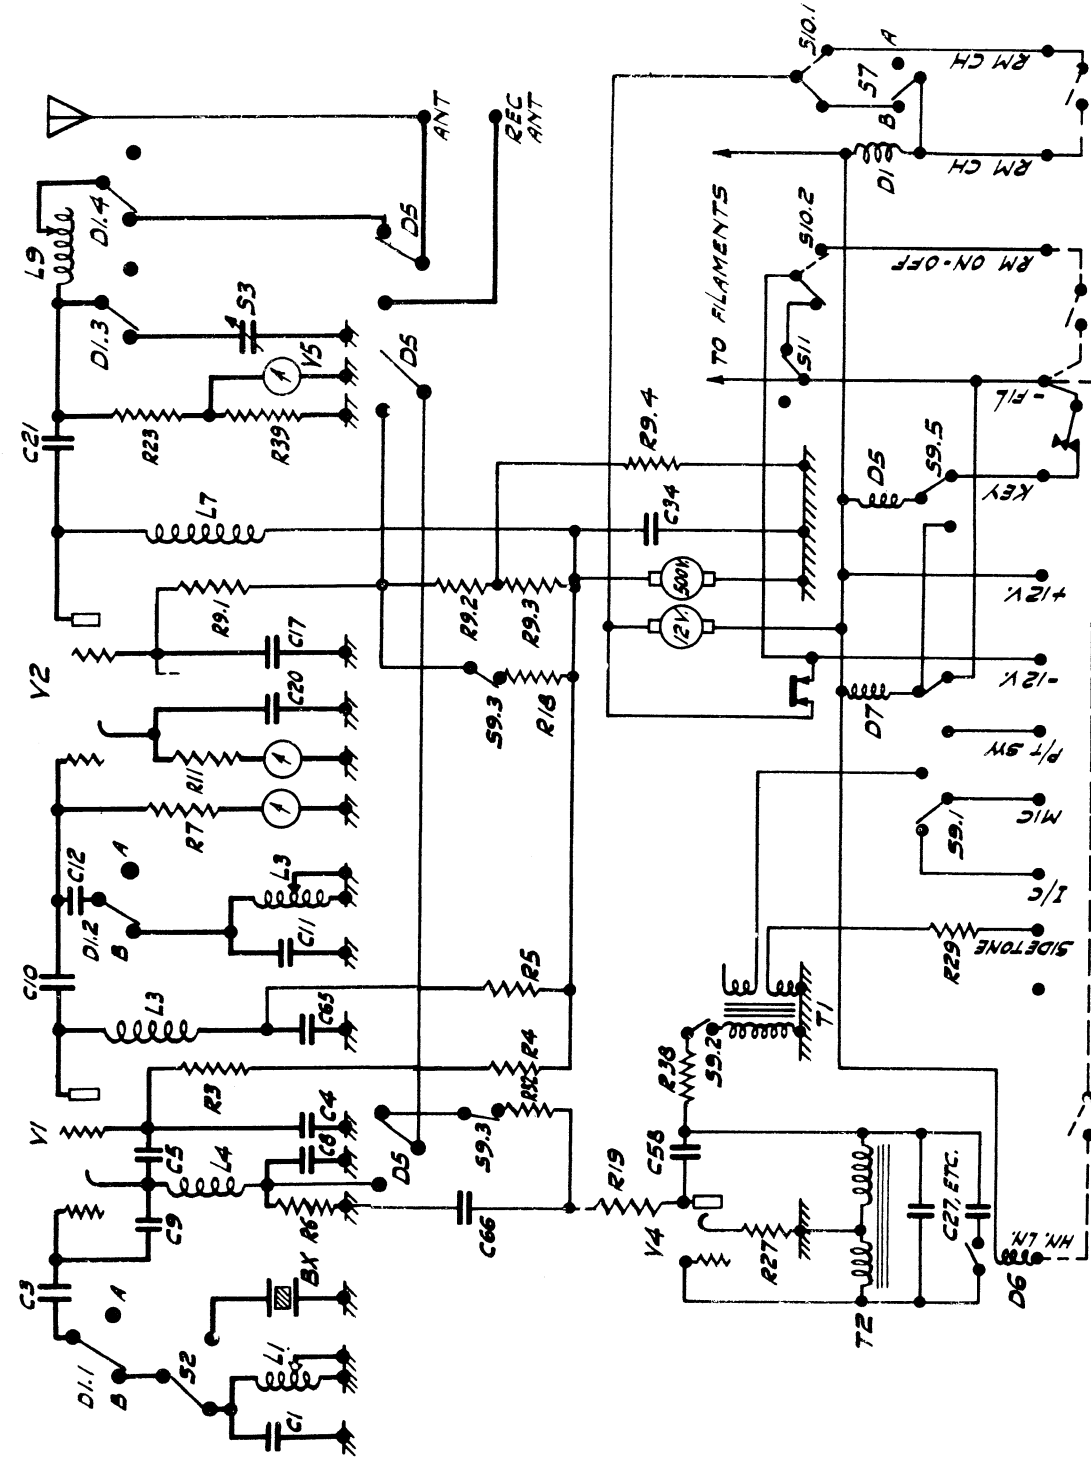 C3
A
D1.1
B
S2
C1
L1
BX
R6
C9
L4
C5
C8
C4
V1
R3
L3
C65
C10
C12
D1.2
A
B
C11
L3
R7
R11
C20
C17
V2
R9.1
L7
C21
R23
R39
V5
D1.3
S3
L9
D1.4
ANT
REC
ANT
D5
D5
D5
S9.3
R32
R4
R5
C66
S9.3
R18
R9.2
R9.3
C34
R9.4
500V.
12V.
R19
V4
C58
R38
S9.2
T1
R27
T2
C27, ETC.
D6
HN. LN.
R29
SIDETONE
I/C
MIC
S9.1
P/T SW
D7
-12V.
+12V.
KEY
D5
S9.5
-FIL
S11
TO FILAMENTS
S10.2
RM ON-OFF
D1
RM CH
RM CH
S7
A
B
S10.1